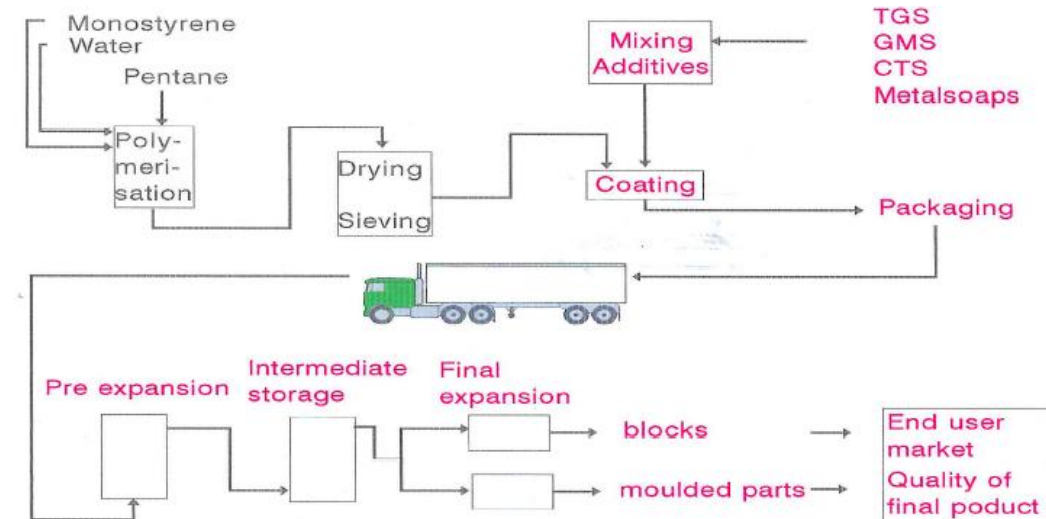 Monostyrene
Water
Pentane
Poly-
meri-
sation
Drying
Sieving
Mixing
Additives
TGS
GMS
CTS
Metalsoaps
Coating
Packaging
Pre expansion
Intermediate
storage
Final
expansion
blocks
moulded parts
End user
market
Quality of
final poduct